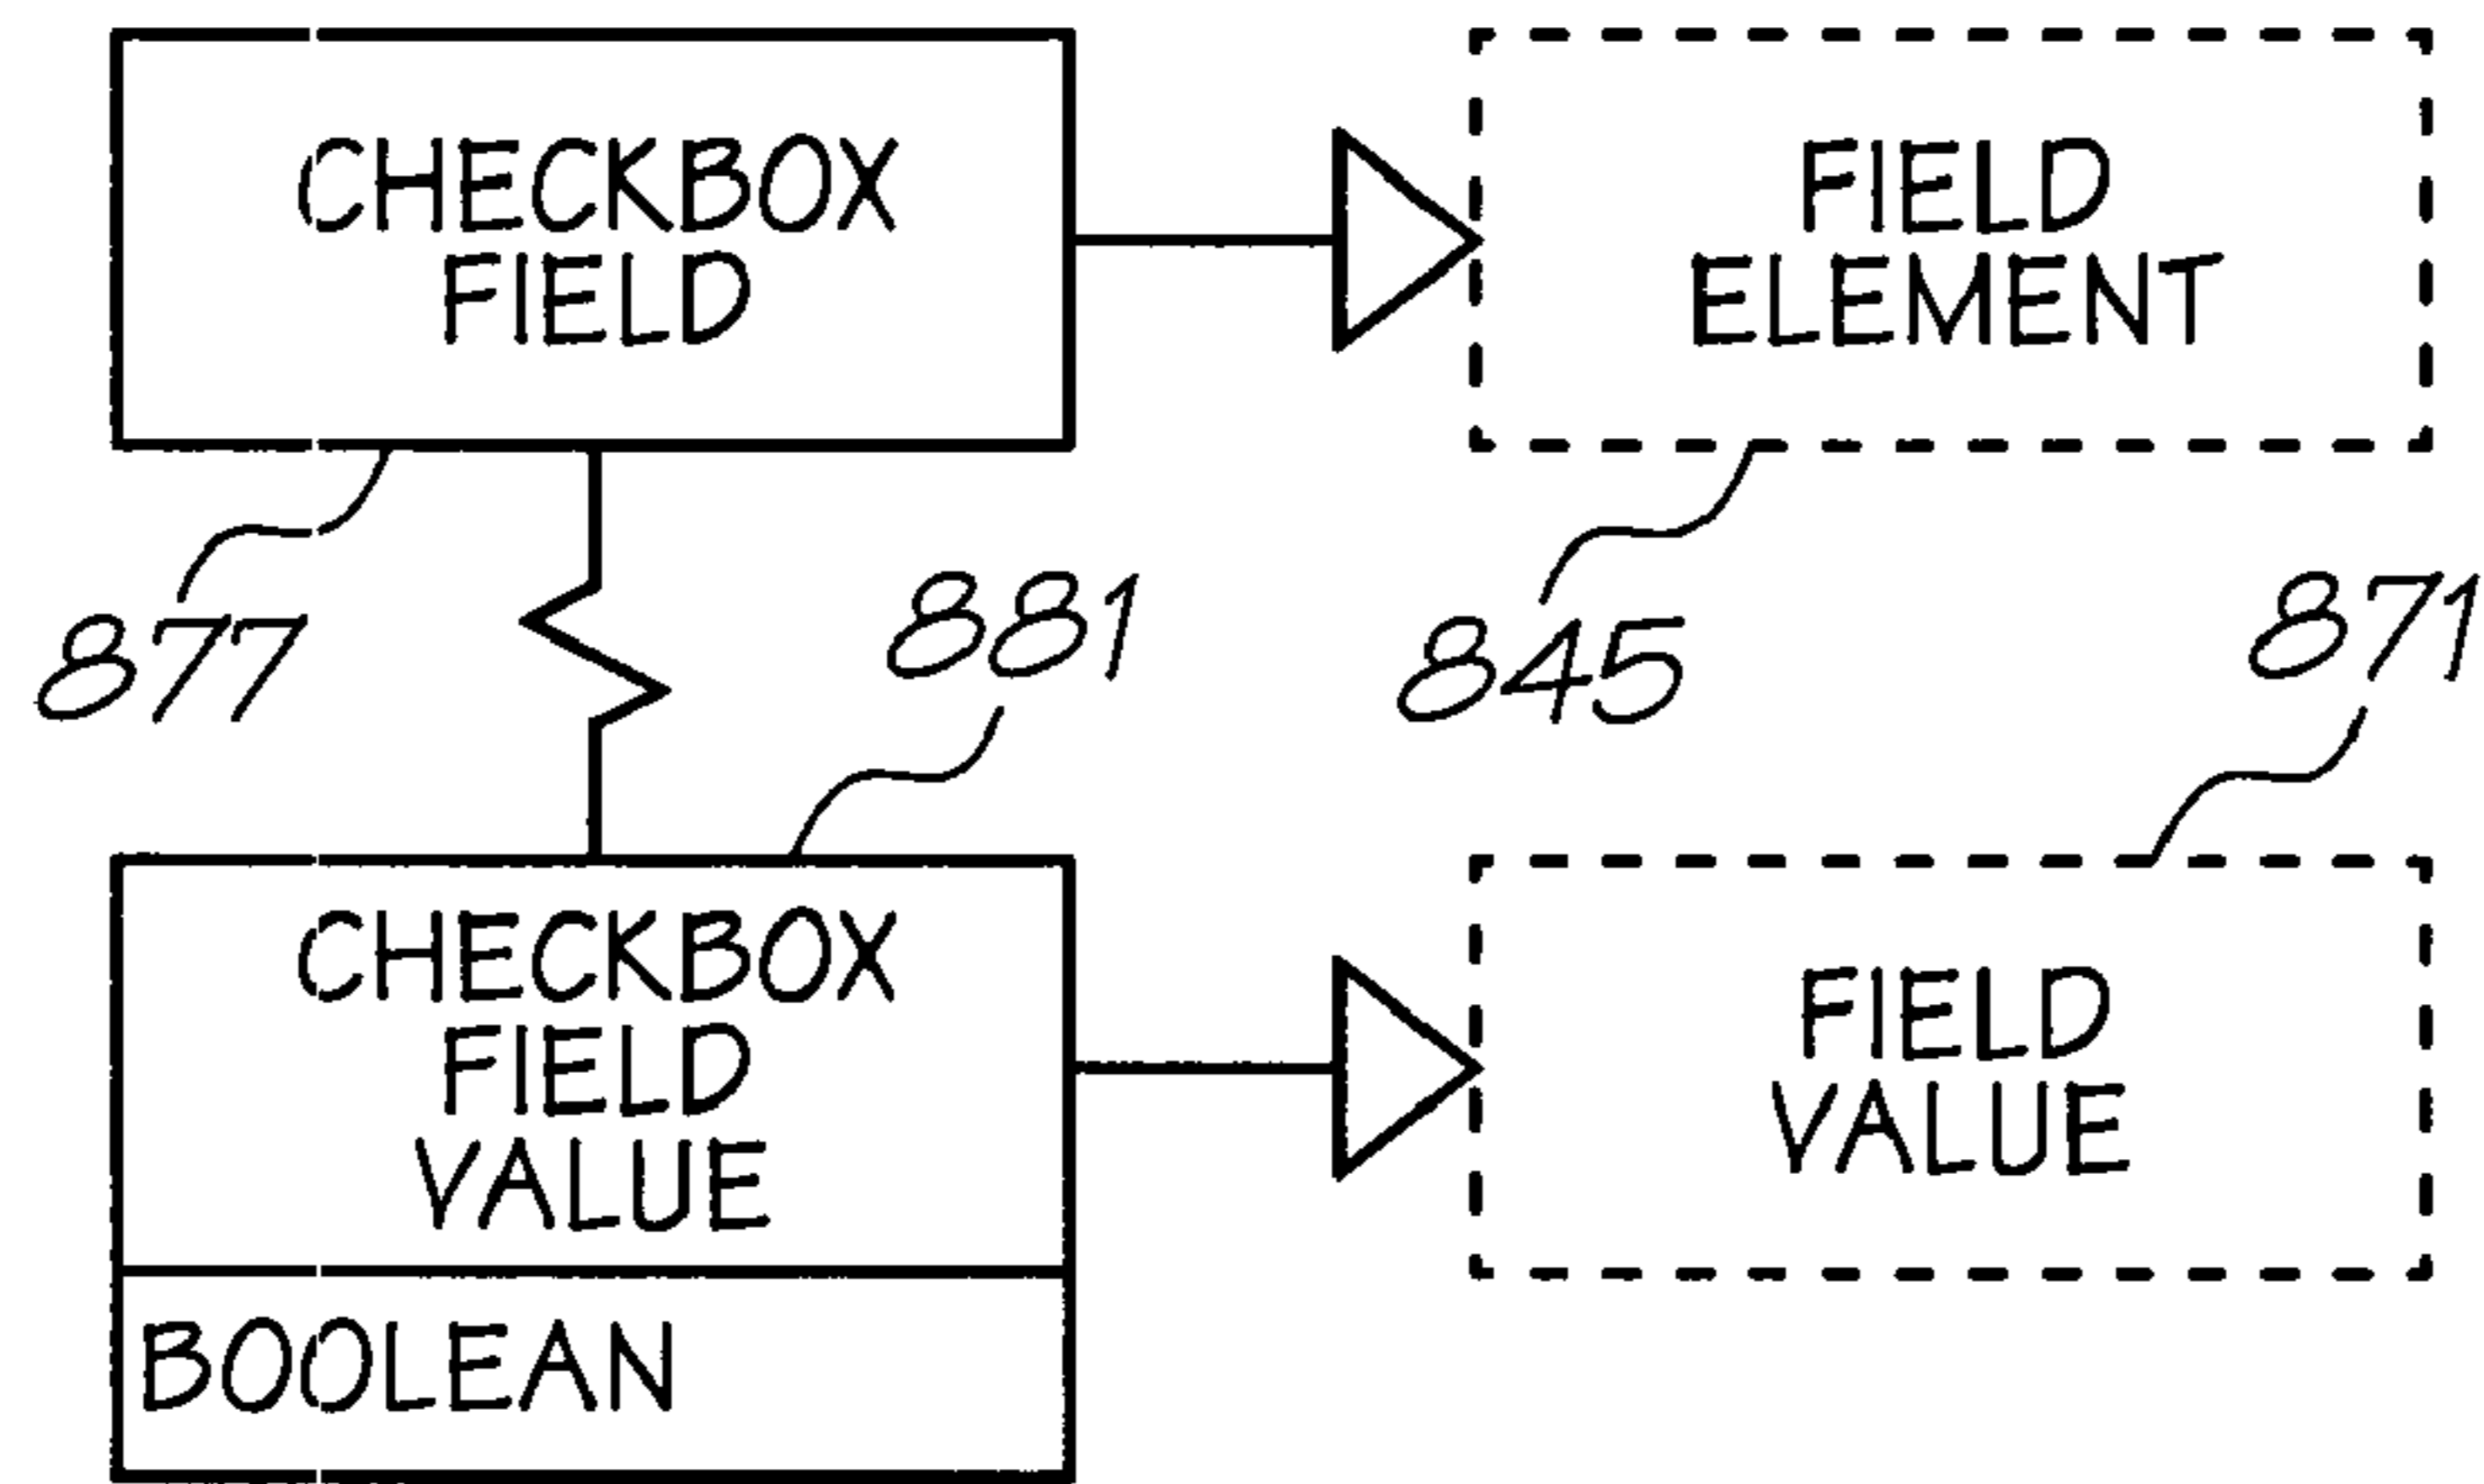 CHECKBOX
FIELD
FIELD
ELEMENT
877
881
845
871
CHECKBOX
FIELD
VALUE
BOOLEAN
FIELD
VALUE